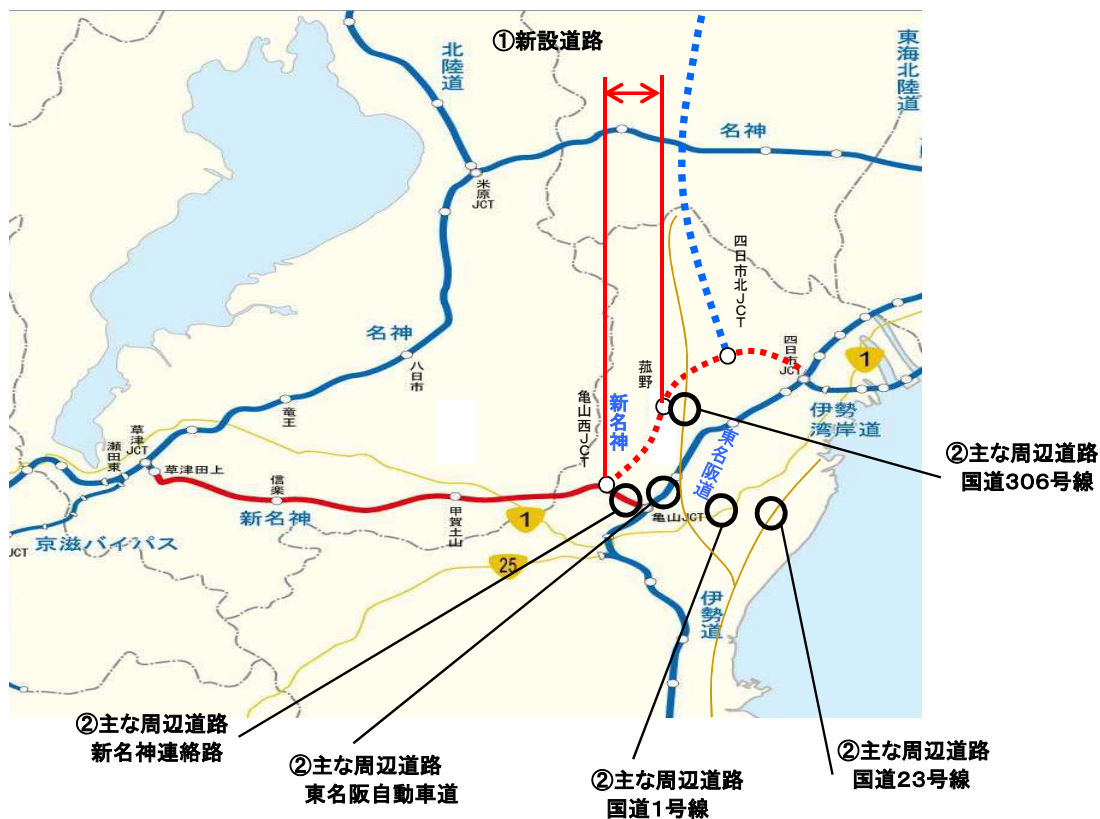 ①新設道路
北陸道
東海北陸道
名神
米原JCT
四日市北JCT
名神
八日市
四日市JCT
1
菰野
伊勢湾岸道
竜王
亀山西JCT
新名神
東名阪道
草津JCT
瀬田東
草津田上
信楽
新名神
甲賀土山
1
亀山JCT
JCT
京滋バイパス
25
伊勢道
②主な周辺道路
国道306号線
②主な周辺道路
新名神連絡路
②主な周辺道路
東名阪自動車道
②主な周辺道路
国道1号線
②主な周辺道路
国道23号線